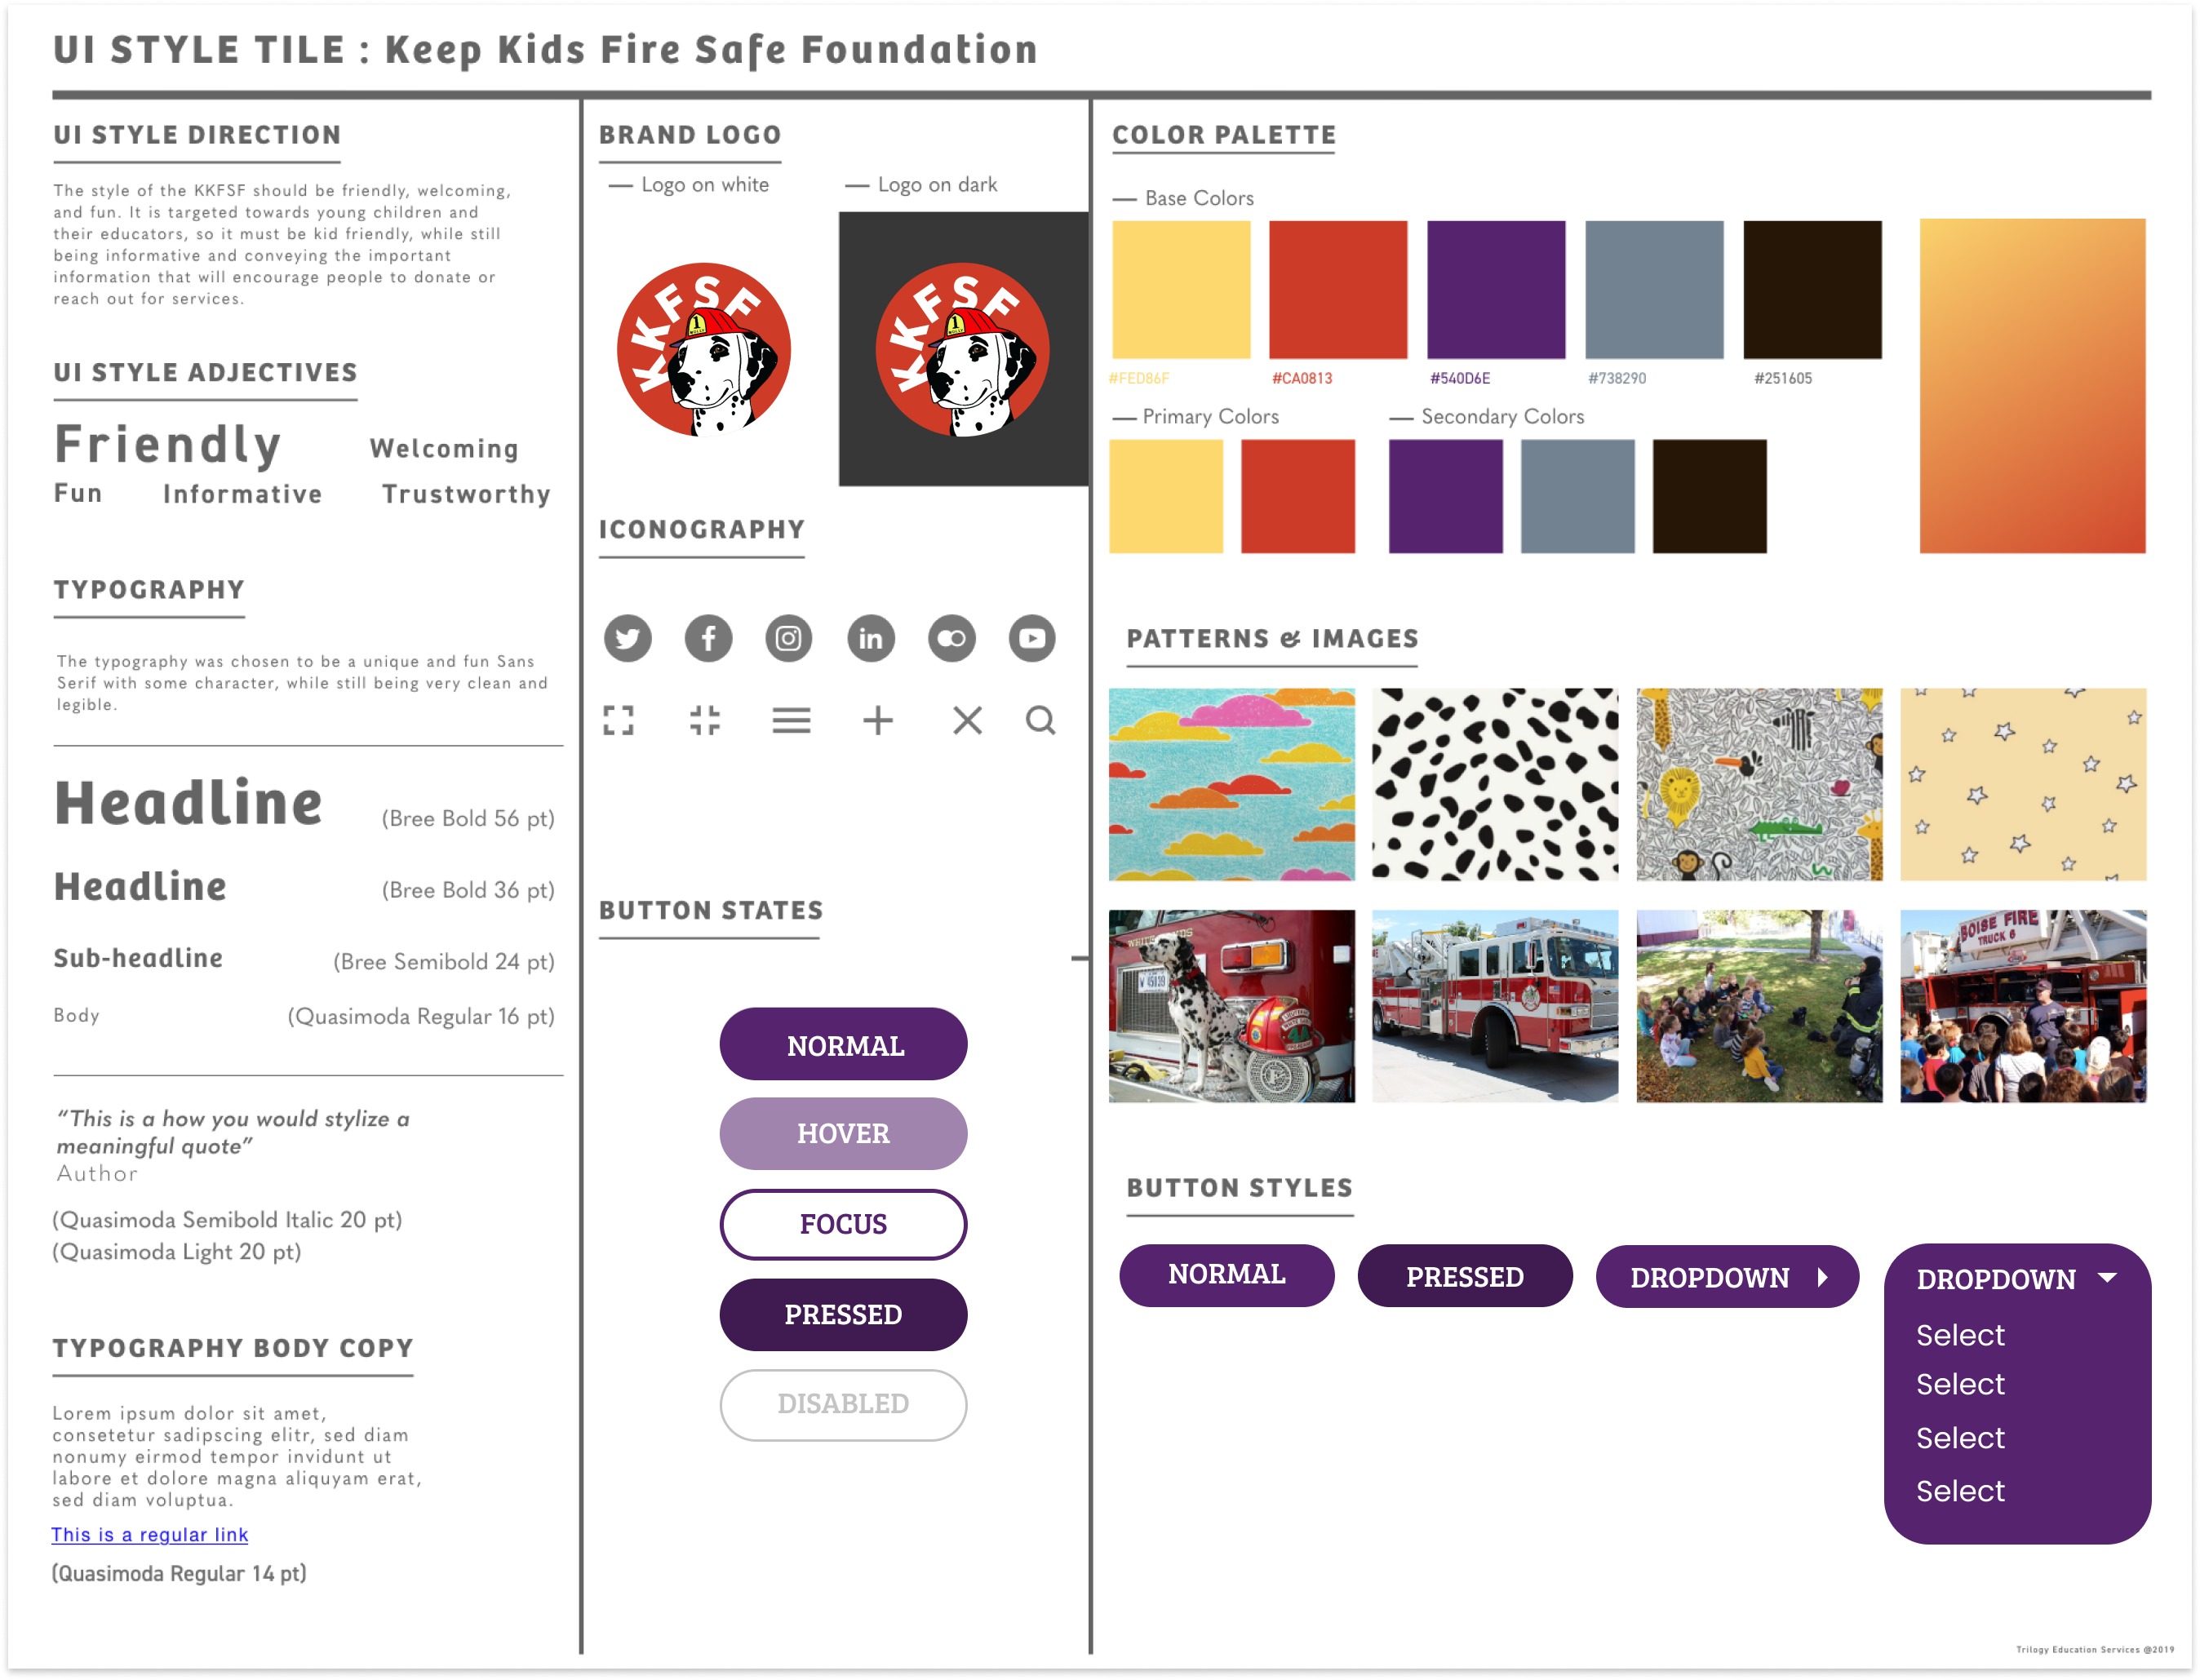 UI STYLE TILE : Keep Kids Fire Safe Foundation
UI STYLE DIRECTION
The style of the KKFSF should be friendly, welcoming,
and fun. It is targeted towards young children and
their educators, so it must be kid friendly, while still
being informative and conveying the important
information that will encourage people to donate or
reach out for services.
UI STYLE ADJECTIVES
Friendly
Welcoming
Fun
Informative
Trustworthy
TYPOGRAPHY
The typography was chosen to be a unique and fun Sans
Serif with some character, while still being very clean and
legible.
Headline (Bree Bold 56 pt)
Headline (Bree Bold 36 pt)
Sub-headline (Bree Semibold 24 pt)
Body (Quasimoda Regular 16 pt)
“This is a how you would stylize a
meaningful quote”
Author
(Quasimoda Semibold Italic 20 pt)
(Quasimoda Light 20 pt)
TYPOGRAPHY BODY COPY
Lorem ipsum dolor sit amet,
consetetur sadipscing elitr, sed diam
nonumy eirmod tempor invidunt ut
labore et dolore magna aliquyam erat,
sed diam voluptua.
This is a regular link
(Quasimoda Regular 14 pt)
BRAND LOGO
— Logo on white
— Logo on dark
KKFSF
1
KKFSF
1
ICONOGRAPHY
f
in
BUTTON STATES
NORMAL
HOVER
FOCUS
PRESSED
DISABLED
COLOR PALETTE
— Base Colors
#FED86F
#CA0813
#540D6E
#738290
#251605
— Primary Colors
— Secondary Colors
PATTERNS & IMAGES
BOISE FIRE
TRUCK 6
BUTTON STYLES
NORMAL
PRESSED
DROPDOWN
DROPDOWN
Select
Select
Select
Select
Trilogy Education Services @2019